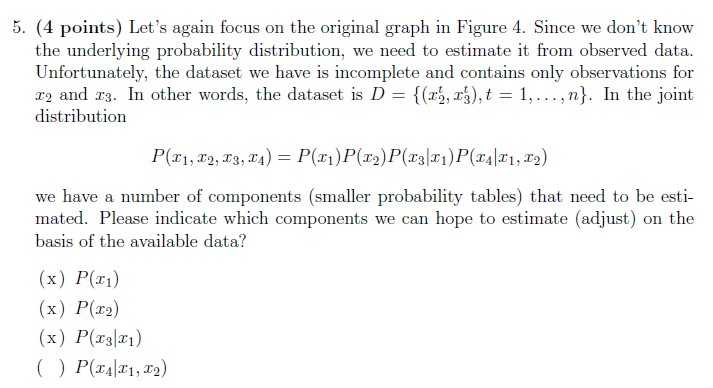 5. (4 points) Let's again focus on the original graph in Figure 4. Since we don't know
the underlying probability distribution, we need to estimate it from observed data.
Unfortunately, the dataset we have is incomplete and contains only observations for
x₂ and x₃. In other words, the dataset is D = {(x₂ᵗ, x₃ᵗ), t = 1, . . . , n}. In the joint
distribution
P(x₁, x₂, x₃, x₄) = P(x₁)P(x₂)P(x₃|x₁)P(x₄|x₁, x₂)
we have a number of components (smaller probability tables) that need to be esti-
mated. Please indicate which components we can hope to estimate (adjust) on the
basis of the available data?
(x) P(x₁)
(x) P(x₂)
(x) P(x₃|x₁)
( ) P(x₄|x₁, x₂)